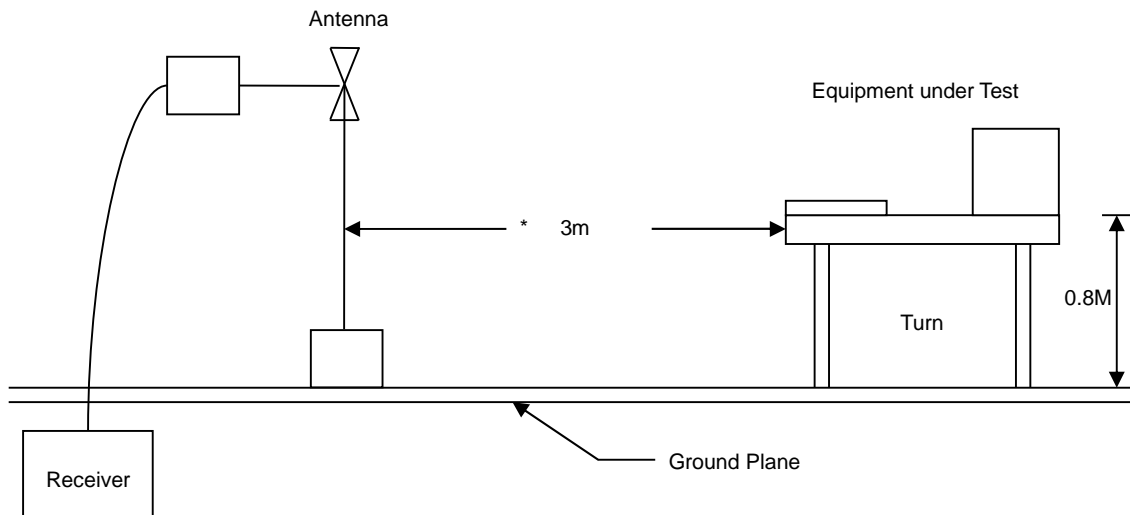 Antenna
Equipment under Test
* 3m
0.8M
Turn
Ground Plane
Receiver